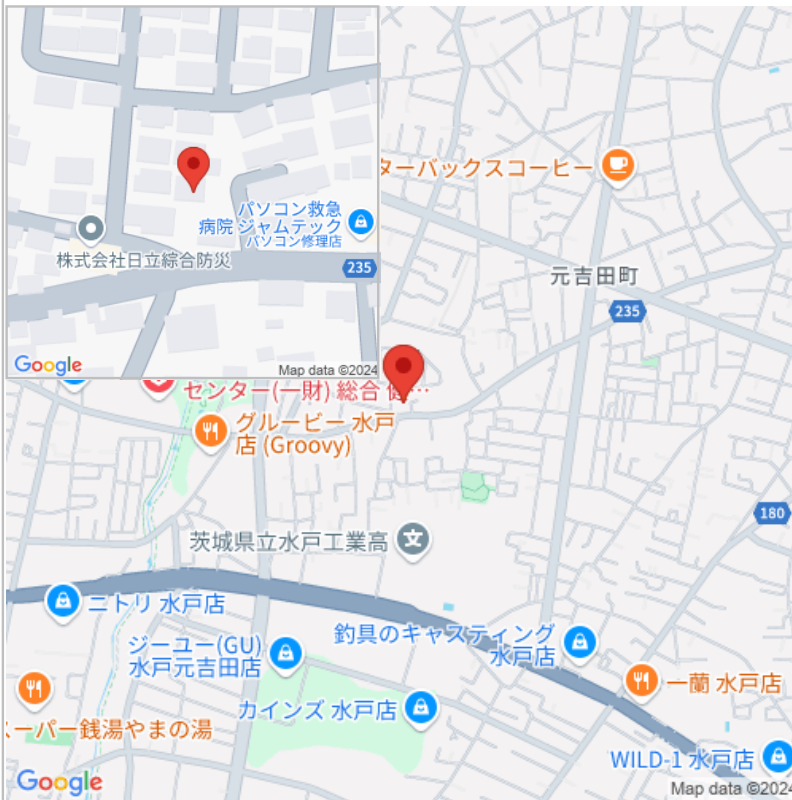 パソコン救急
病院 ジャムテック
パソコン修理店
株式会社日立綜合防災
235
Google
Map data ©2024
ターバックスコーヒー
元吉田町
235
センター(一財) 総合 健…
グルービー 水戸
店 (Groovy)
180
茨城県立水戸工業高
文
ニトリ 水戸店
ジーユー(GU)
水戸元吉田店
釣具のキャスティング
水戸店
一蘭 水戸店
カインズ 水戸店
スーパー銭湯やまの湯
WILD-1 水戸店
Google
Map data ©2024